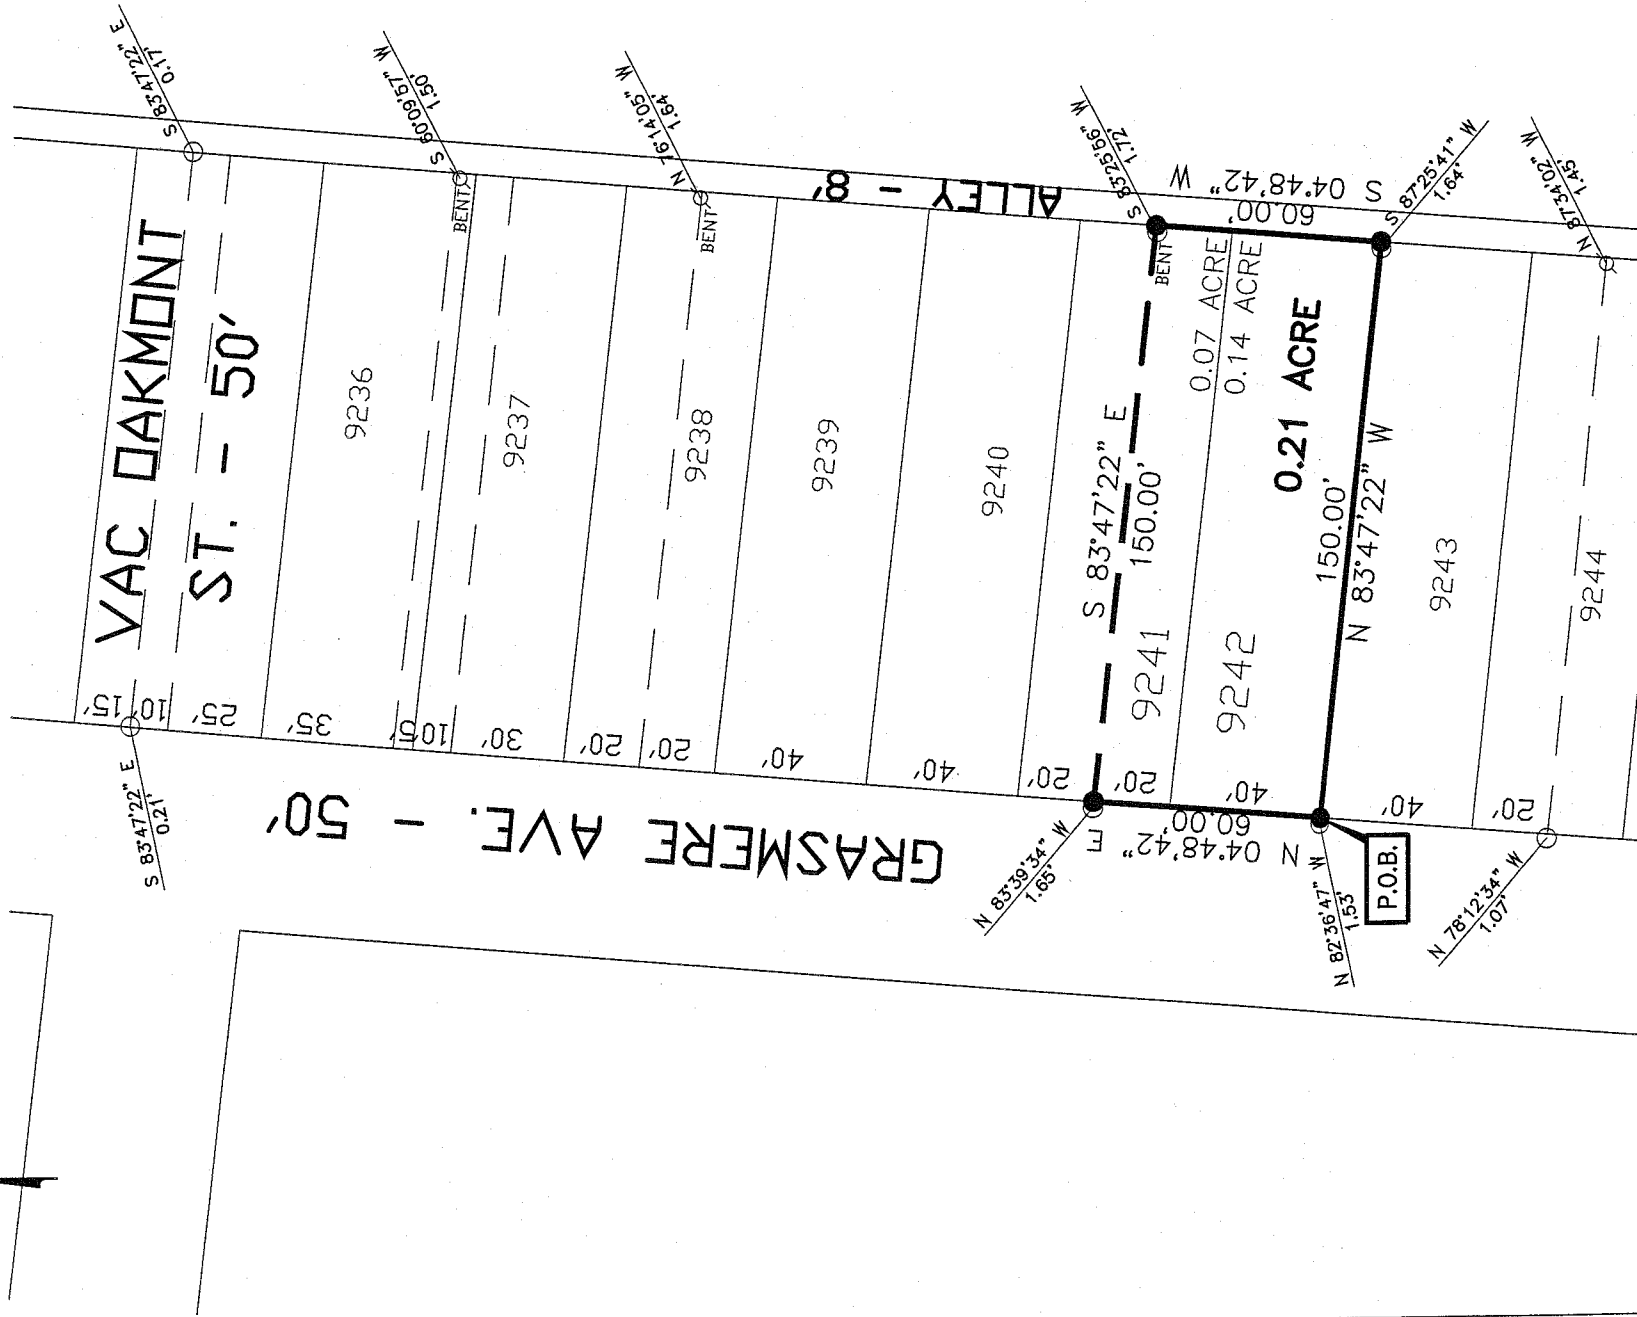 S 83°47'22" E
0.17'
S 60°09'57" W
1.50'
N 76°14'05" W
1.64'
S 83°25'56" W
1.72'
S 87°25'41" W
1.64'
N 87°34'02" W
1.45'
ALLEY - 8'
S 04°48'42" W
60.00'
BENT
BENT
BENT
VAC OAKMONT
ST. - 50'
9236
9237
9238
9239
9240
S 83°47'22" E
150.00'
0.07 ACRE
0.14 ACRE
0.21 ACRE
9241
9242
150.00'
N 83°47'22" W
9243
9244
15'
10'
25'
35'
5'
10'
30'
20'
20'
40'
40'
20'
20'
40'
40'
20'
GRASMERE AVE. - 50'
N 04°48'42" E
60.00'
S 83°47'22" E
0.21'
N 83°39'34" W
1.65'
N 82°36'47" W
1.53'
P.O.B.
N 78°12'34" W
1.07'